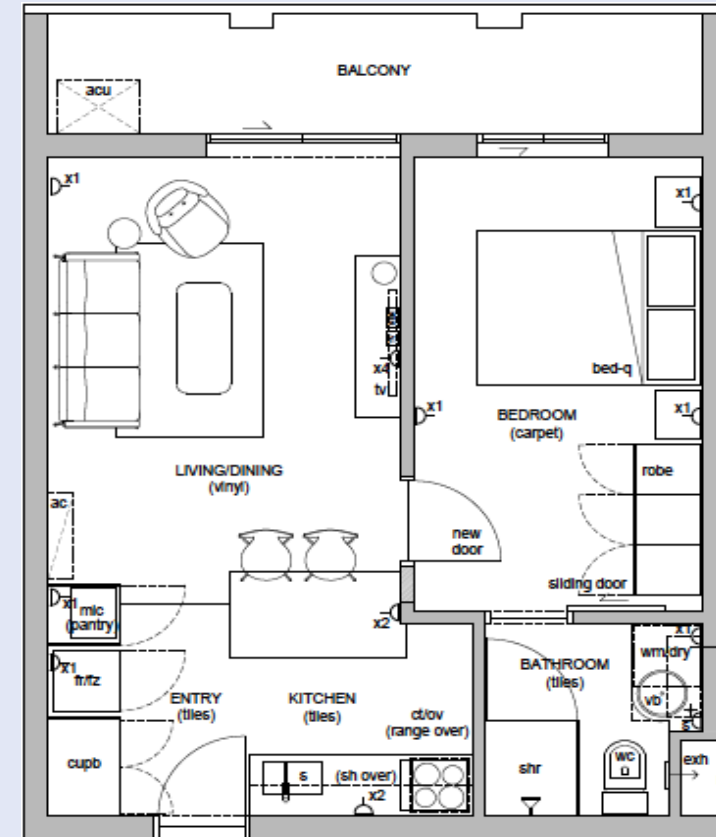 BALCONY
acu
x1
x1
x4
tv
bed-q
x1
x1
BEDROOM
(carpet)
LIVING/DINING
(vinyl)
robe
ac
new
door
sliding door
x1
mic
(pantry)
x2
x1
wm/dry
x1
fr/fz
BATHROOM
(tiles)
ENTRY
(tiles)
KITCHEN
(tiles)
vb
ct/ov
(range over)
s
cupb
s
(sh over)
x2
shr
wc
exh